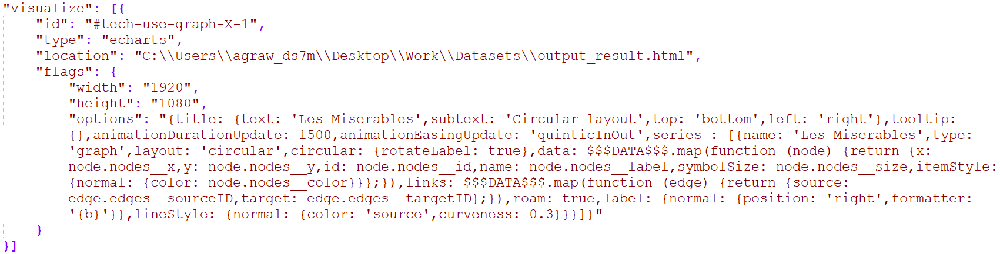 "visualize": [{
"id": "#tech-use-graph-X-1",
"type": "echarts",
"location": "C:\\Users\\agraw_ds7m\\Desktop\\Work\\Datasets\\output_result.html",
"flags": {
"width": "1920",
"height": "1080",
"options": "{title: {text: 'Les Miserables',subtext: 'Circular layout',top: 'bottom',left: 'right'},tooltip:
{},animationDurationUpdate: 1500,animationEasingUpdate: 'quinticInOut',series : [{name: 'Les Miserables',type:
'graph',layout: 'circular',circular: {rotateLabel: true},data: $$$DATA$$$.map(function (node) {return {x:
node.nodes__x,y: node.nodes__y,id: node.nodes__id,name: node.nodes__label,symbolSize: node.nodes__size,itemStyle:
{normal: {color: node.nodes__color}}};}),links: $$$DATA$$$.map(function (edge) {return {source:
edge.edges__sourceID,target: edge.edges__targetID};}),roam: true,label: {normal: {position: 'right',formatter:
'{b}'}},lineStyle: {normal: {color: 'source',curveness: 0.3}}}]}"
}
}]